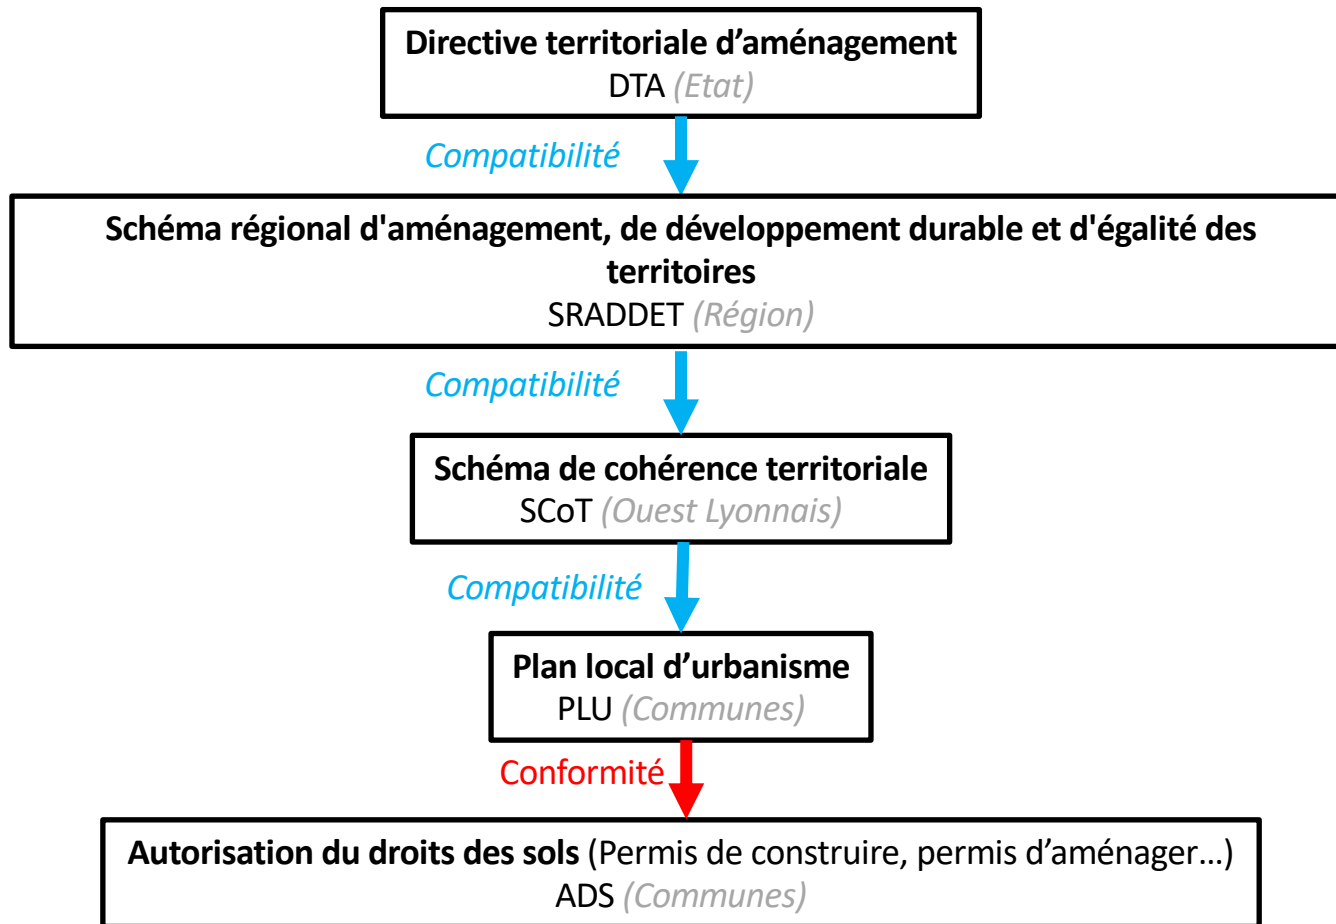 Directive territoriale d’aménagement
DTA (Etat)
Compatibilité
Schéma régional d'aménagement, de développement durable et d'égalité des
territoires
SRADDET (Région)
Compatibilité
Schéma de cohérence territoriale
SCoT (Ouest Lyonnais)
Compatibilité
Plan local d’urbanisme
PLU (Communes)
Conformité
Autorisation du droits des sols (Permis de construire, permis d’aménager…)
ADS (Communes)